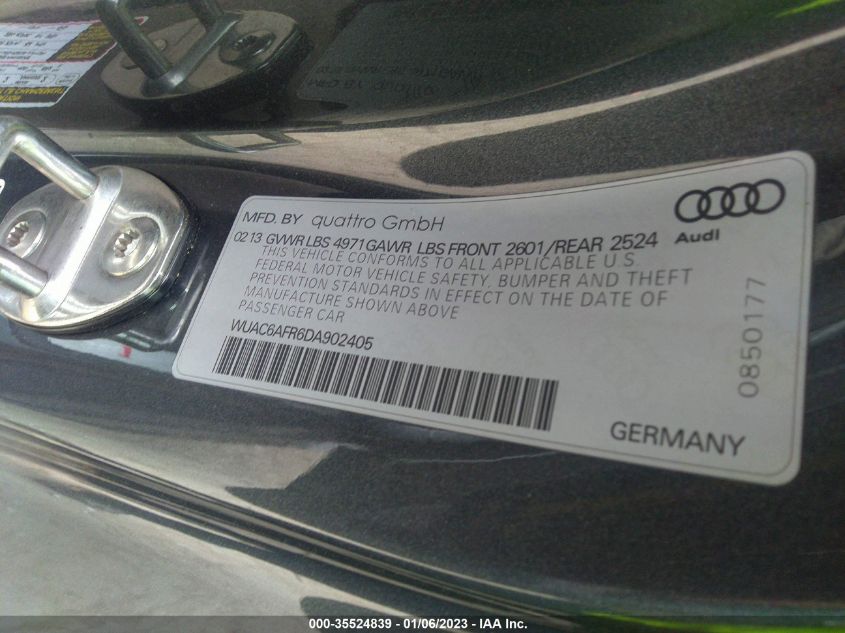 MFD. BY quattro GmbH
02 13 GVWR LBS 4971 GAWR LBS FRONT 2601/REAR 2524
THIS VEHICLE CONFORMS TO ALL APPLICABLE U.S.
FEDERAL MOTOR VEHICLE SAFETY, BUMPER AND THEFT
PREVENTION STANDARDS IN EFFECT ON THE DATE OF
MANUFACTURE SHOWN ABOVE
PASSENGER CAR
WUAC6AFR6DA902405
Audi
0850177
GERMANY
000-35524839 - 01/06/2023 - IAA Inc.